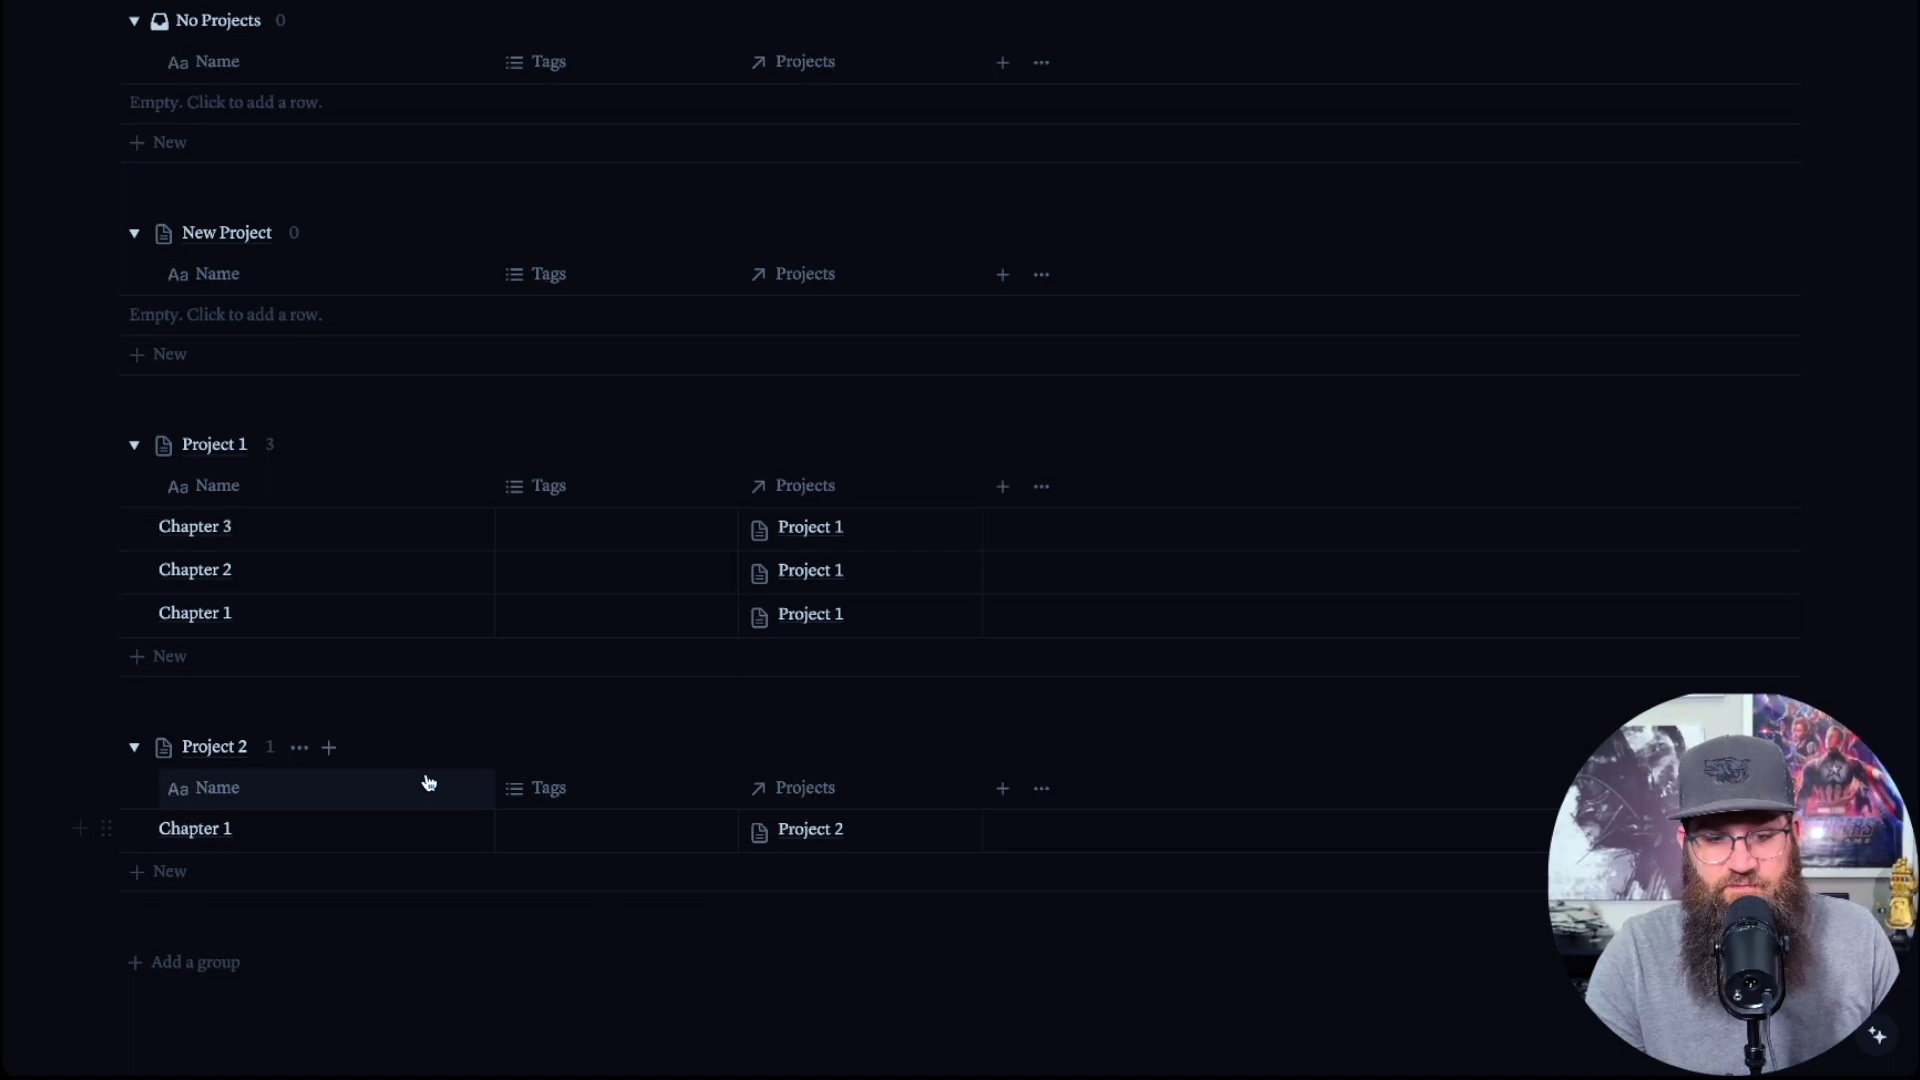 No Projects 0
Aa Name Tags Projects
Empty. Click to add a row.
New
New Project 0
Aa Name Tags Projects
Empty. Click to add a row.
New
Project 1 3
Aa Name Tags Projects
Chapter 3 Project 1
Chapter 2 Project 1
Chapter 1 Project 1
New
Project 2 1
Aa Name Tags Projects
Chapter 1 Project 2
New
Add a group